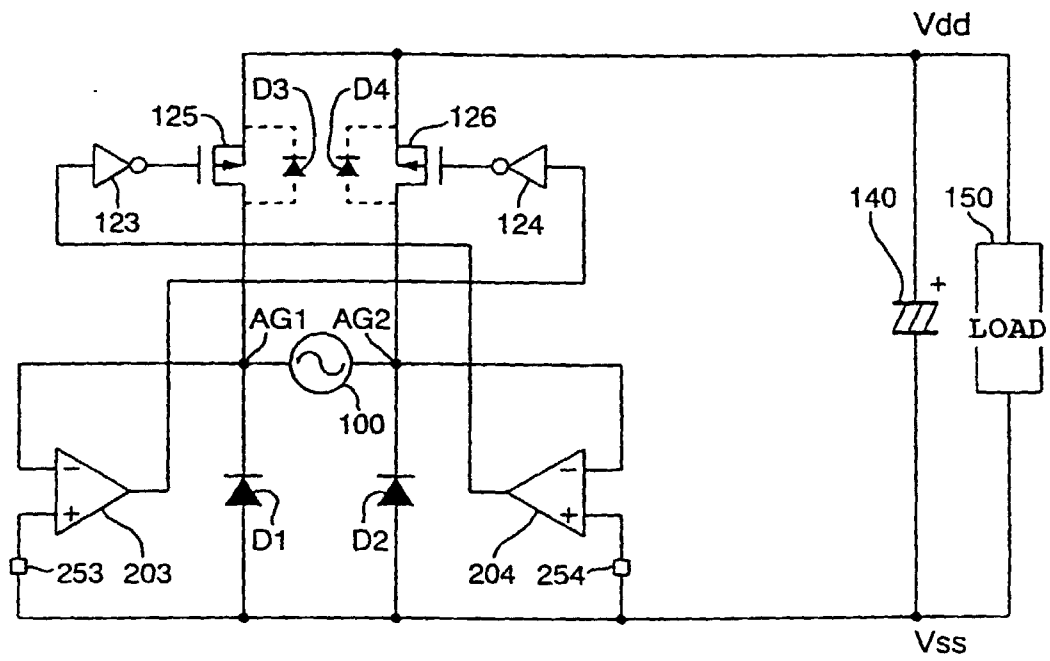 Vdd
D3 D4
125 126
123 124
140 150
+
LOAD
AG1 AG2
100
− −
+ +
D1 D2
253 203 204 254
Vss